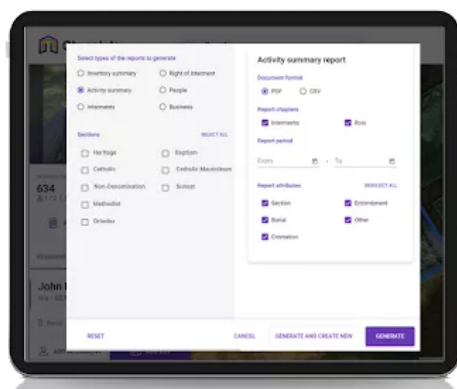 Select types of the reports to generate
Inventory summary
Right of interment
Activity summary
People
Interments
Business
Sections
SELECT ALL
Heritage
Baptism
Catholic
Catholic Mausoleum
Non-Denomination
Sunset
Methodist
Activity summary report
Document format
PDF
CSV
Report chapters
Interments
ROIs
Report period
From
-
To
Report attributes
DESELECT ALL
Section
Entombment
Burial
Other
Cremation
634
John
RESET
CANCEL
GENERATE AND CREATE NEW
GENERATE